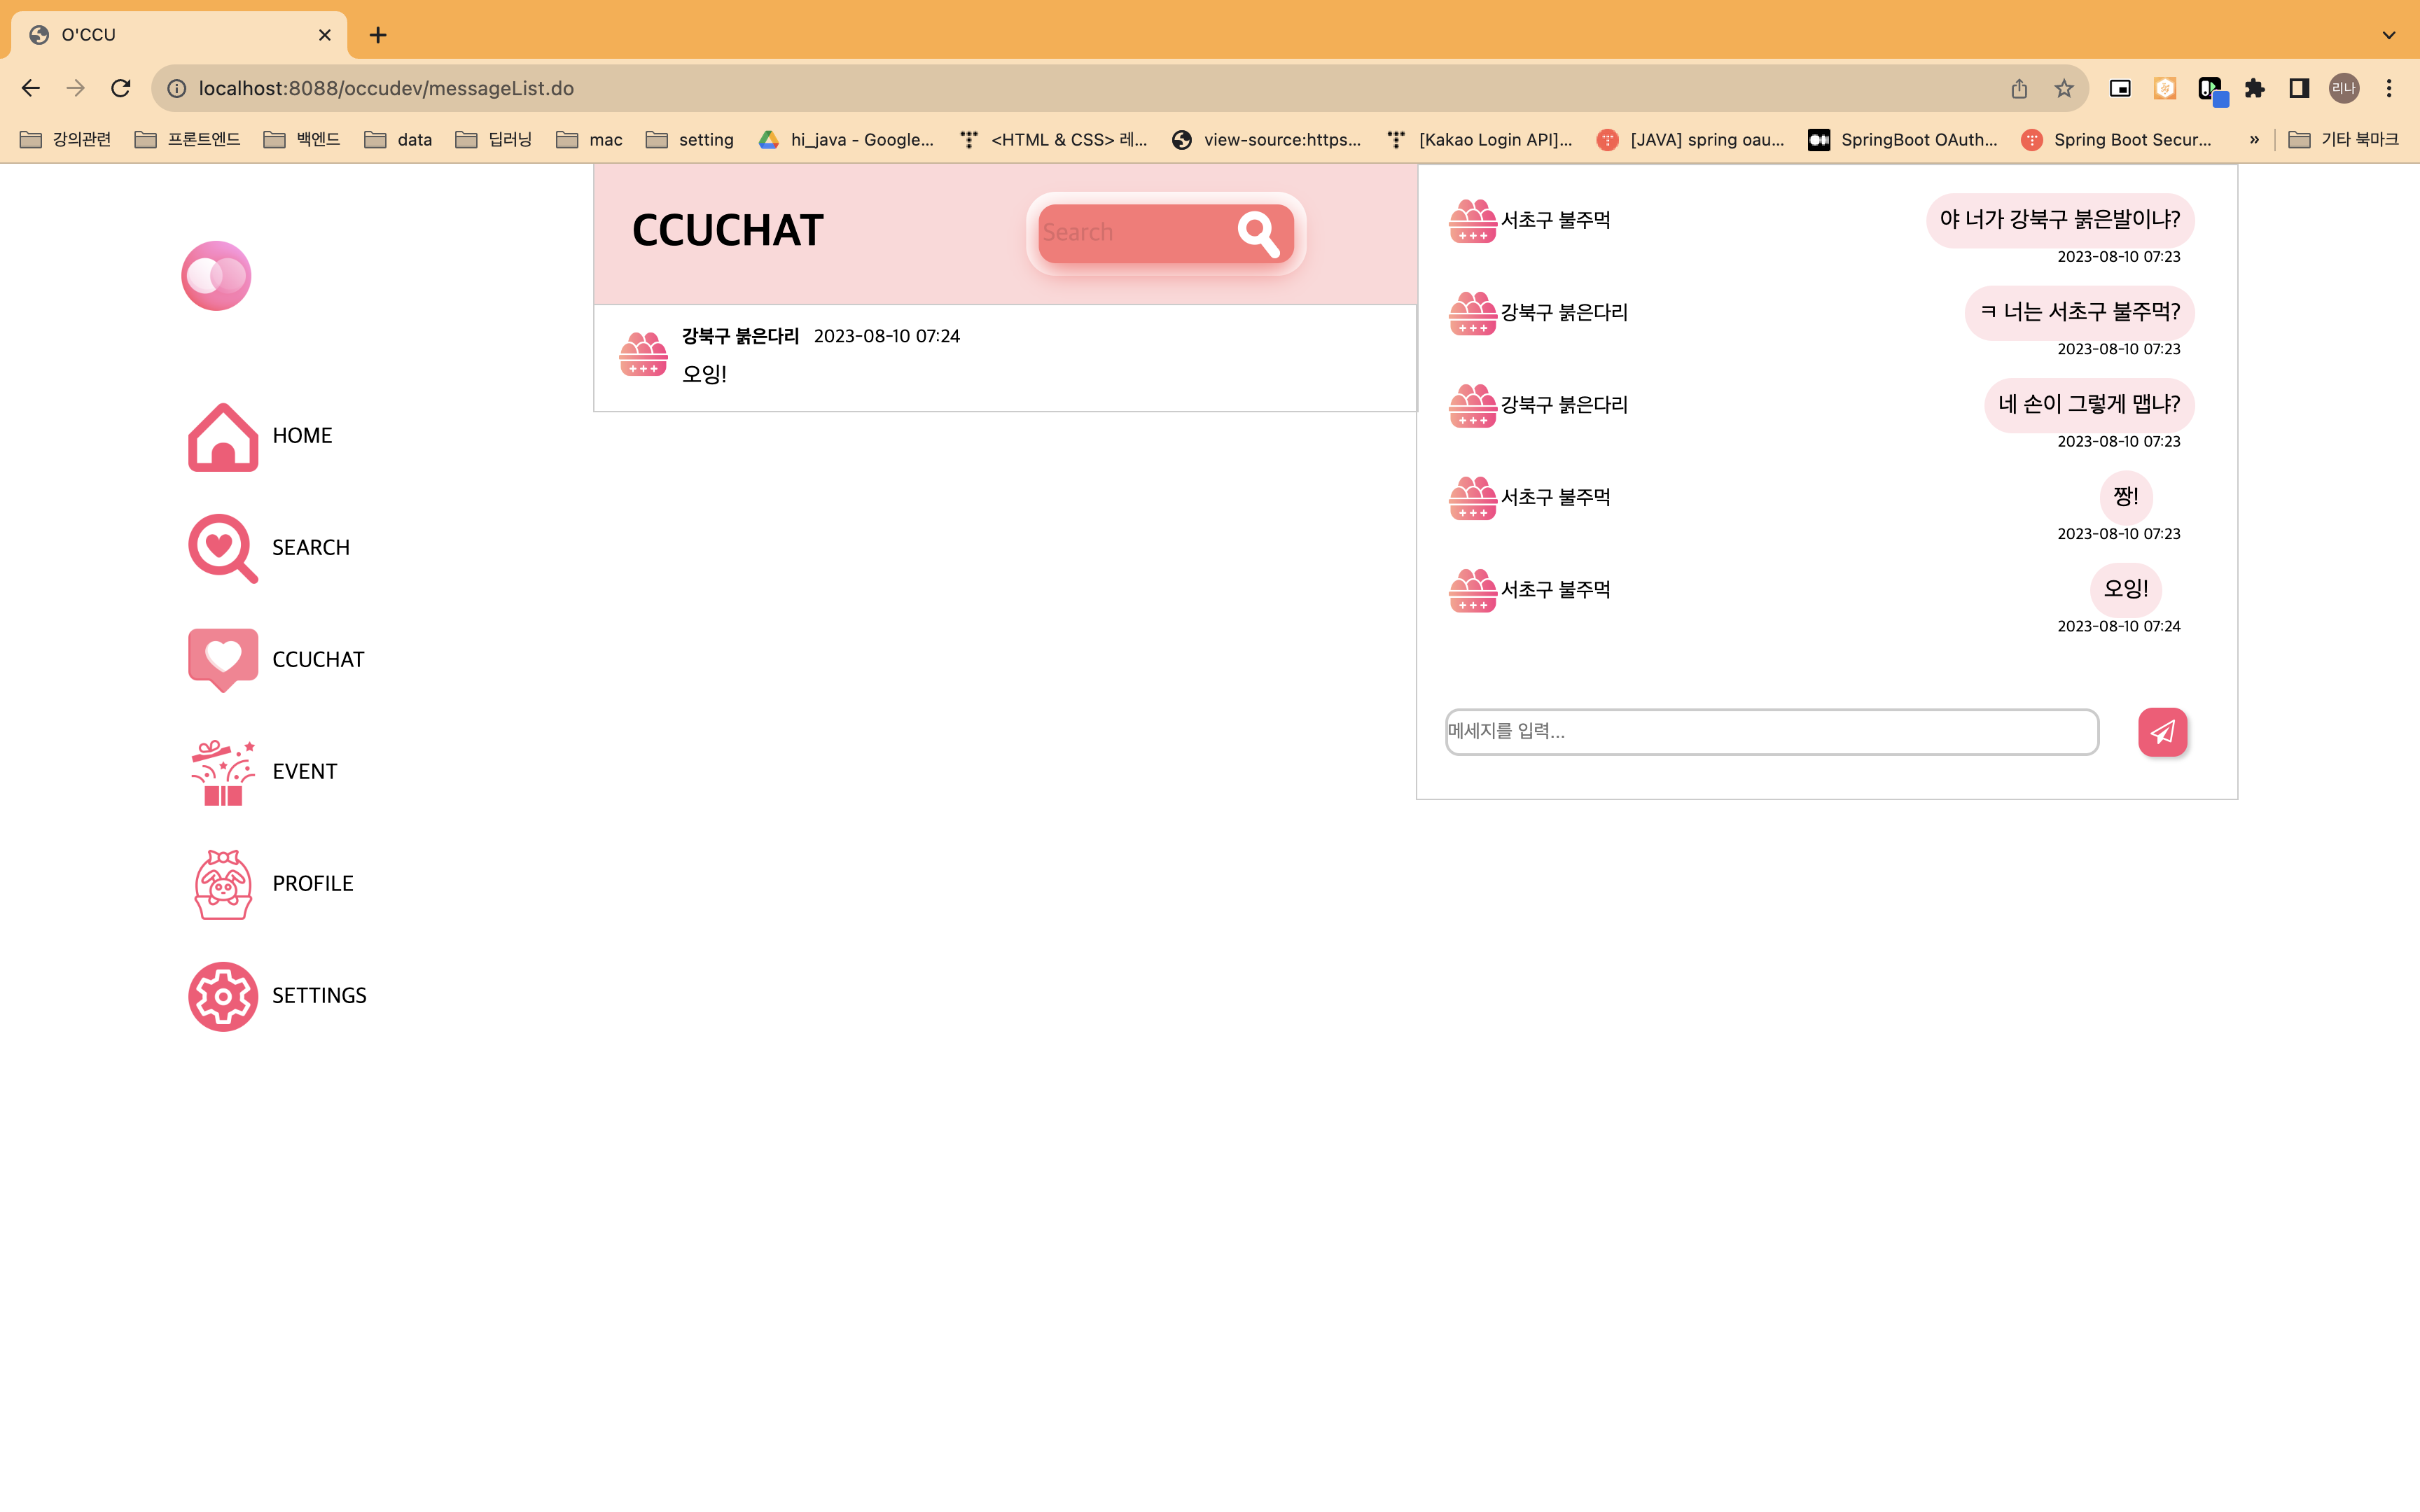 O'CCU
localhost:8088/occudev/messageList.do
리나
강의관련
프론트엔드
백엔드
data
딥러닝
mac
setting
hi_java - Google...
<HTML & CSS> 레...
view-source:https...
[Kakao Login API]...
[JAVA] spring oau...
SpringBoot OAuth...
Spring Boot Secur...
»
기타 북마크
HOME
SEARCH
CCUCHAT
EVENT
PROFILE
SETTINGS
CCUCHAT
Search
강북구 붉은다리 2023-08-10 07:24
오잉!
서초구 불주먹 야 너가 강북구 붉은발이냐?
2023-08-10 07:23
강북구 붉은다리 ㅋ 너는 서초구 불주먹?
2023-08-10 07:23
강북구 붉은다리 네 손이 그렇게 맵냐?
2023-08-10 07:23
서초구 불주먹 짱!
2023-08-10 07:23
서초구 불주먹 오잉!
2023-08-10 07:24
메세지를 입력...